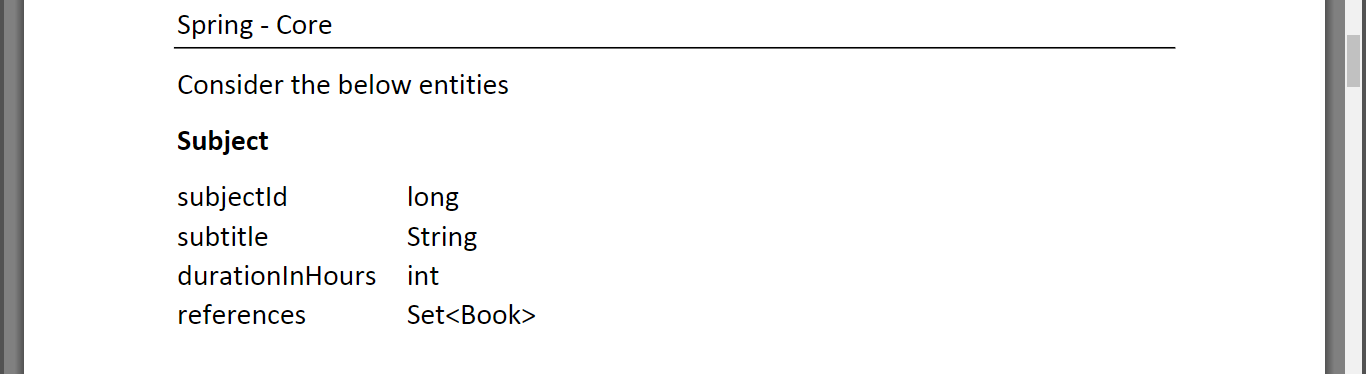 Spring - Core
Consider the below entities
Subject
subjectId long
subtitle String
durationInHours int
references Set<Book>